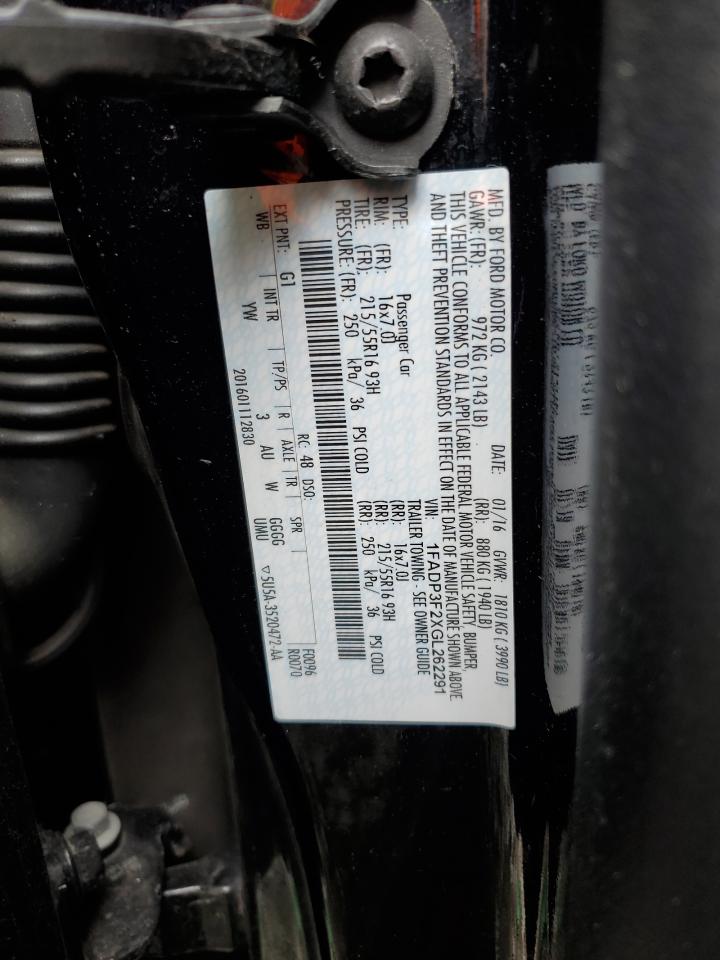 MFD. BY FORD MOTOR CO. DATE: 01/16 GVWR: 1810 KG ( 3990 LB)
GAWR: (FR): 972 KG ( 2143 LB) (RR): 880 KG ( 1940 LB)
THIS VEHICLE CONFORMS TO ALL APPLICABLE FEDERAL MOTOR VEHICLE SAFETY BUMPER,
AND THEFT PREVENTION STANDARDS IN EFFECT ON THE DATE OF MANUFACTURE SHOWN ABOVE
VIN: 1FADP3F2XGL262291
TYPE: Passenger Car TRAILER TOWING - SEE OWNER GUIDE
RIM: (FR): 16x7.0J (RR): 16x7.0J
TIRE: (FR): 215/55R16 93H (RR): 215/55R16 93H
PRESSURE: (FR): 250 kPa/ 36 PSI COLD (RR): 250 kPa/ 36 PSI COLD
RC: 48 DSO: F0096
EXT PNT: G1 R0070
WB INT TR TP/PS R AXLE TR SPR
YW 3 AU W GGGG
UMU
201601112830 ▽5U5A-3520472-AA